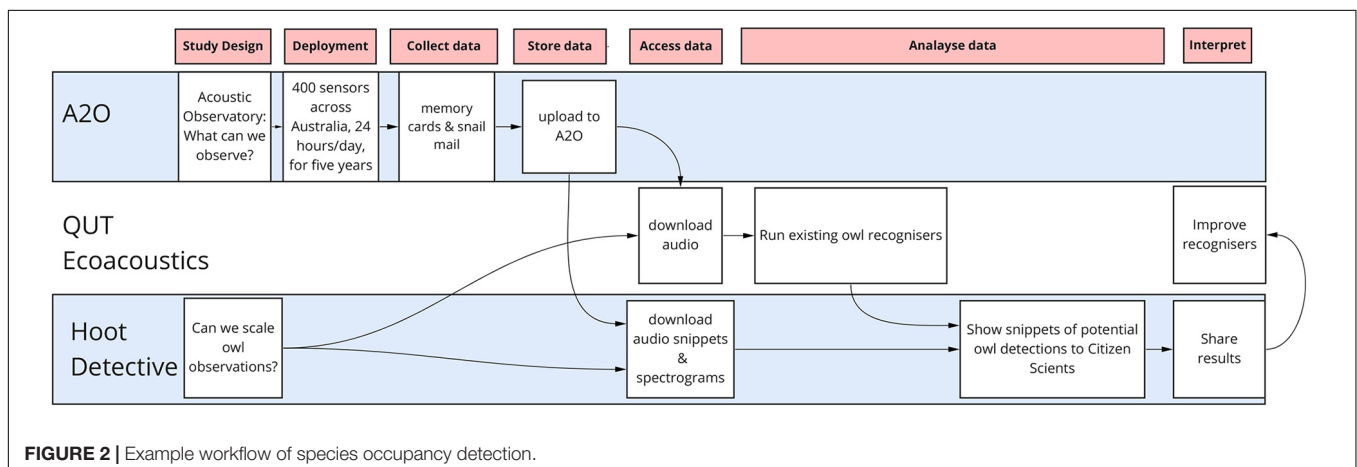 Study Design
Deployment
Collect data
Store data
Access data
Analyse data
Interpret
A2O
Acoustic
Observatory:
What can we
observe?
400 sensors
across
Australia, 24
hours/day,
for five years
memory
cards & snail
mail
upload to
A2O
QUT
Ecoacoustics
download
audio
Run existing owl recognisers
Improve
recognisers
Hoot
Detective
Can we scale
owl
observations?
download
audio snippets
&
spectrograms
Show snippets of potential
owl detections to Citizen
Scients
Share
results
FIGURE 2 | Example workflow of species occupancy detection.